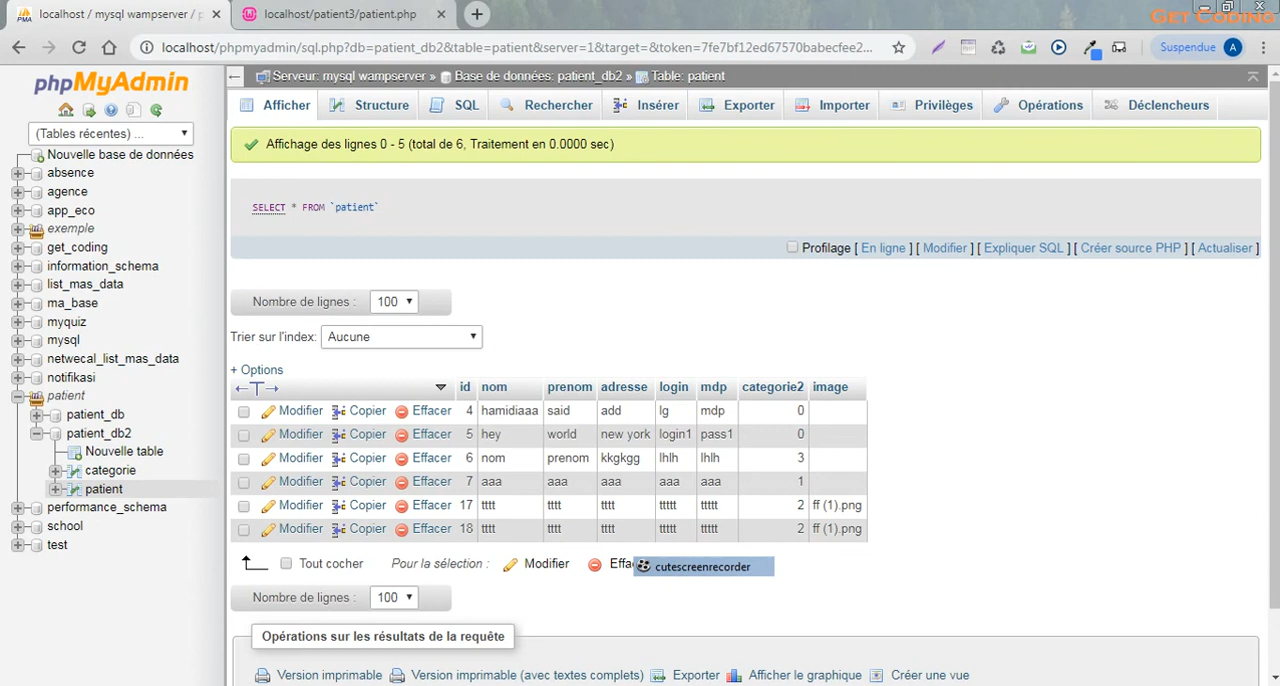 localhost / mysql wampserver / p
localhost/patient3/patient.php
GET CODING
localhost/phpmyadmin/sql.php?db=patient_db2&table=patient&server=1&target=&token=7fe7bf12ed67570babecfee2...
Suspendue A
phpMyAdmin
(Tables récentes) ...
Nouvelle base de données
absence
agence
app_eco
exemple
get_coding
information_schema
list_mas_data
ma_base
myquiz
mysql
netwecal_list_mas_data
notifikasi
patient
patient_db
patient_db2
Nouvelle table
categorie
patient
performance_schema
school
test
Serveur: mysql wampserver » Base de données: patient_db2 » Table: patient
Afficher Structure SQL Rechercher Insérer Exporter Importer Privilèges Opérations Déclencheurs
Affichage des lignes 0 - 5 (total de 6, Traitement en 0.0000 sec)
SELECT * FROM `patient`
Profilage [ En ligne ] [ Modifier ] [ Expliquer SQL ] [ Créer source PHP ] [ Actualiser ]
Nombre de lignes : 100
Trier sur l'index: Aucune
+ Options
id nom prenom adresse login mdp categorie2 image
Modifier Copier Effacer 4 hamidiaaa said add lg mdp 0
Modifier Copier Effacer 5 hey world new york login1 pass1 0
Modifier Copier Effacer 6 nom prenom kkgkgg lhlh lhlh 3
Modifier Copier Effacer 7 aaa aaa aaa aaa aaa 1
Modifier Copier Effacer 17 tttt tttt tttt ttttt ttttt 2 ff (1).png
Modifier Copier Effacer 18 tttt tttt tttt ttttt ttttt 2 ff (1).png
Tout cocher Pour la sélection : Modifier Effa
cutescreenrecorder
Nombre de lignes : 100
Opérations sur les résultats de la requête
Version imprimable Version imprimable (avec textes complets) Exporter Afficher le graphique Créer une vue